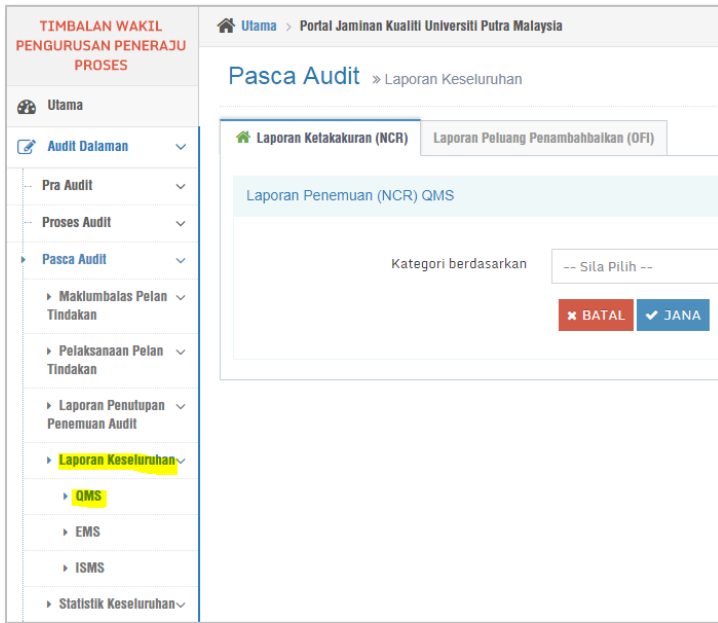 TIMBALAN WAKIL
PENGURUSAN PENERAJU
PROSES
Utama
Audit Dalaman
Pra Audit
Proses Audit
Pasca Audit
Maklumbalas Pelan
Tindakan
Pelaksanaan Pelan
Tindakan
Laporan Penutupan
Penemuan Audit
Laporan Keseluruhan
QMS
EMS
ISMS
Statistik Keseluruhan
Utama > Portal Jaminan Kualiti Universiti Putra Malaysia
Pasca Audit » Laporan Keseluruhan
Laporan Ketakakuran (NCR) Laporan Peluang Penambahbaikan (OFI)
Laporan Penemuan (NCR) QMS
Kategori berdasarkan -- Sila Pilih --
BATAL JANA